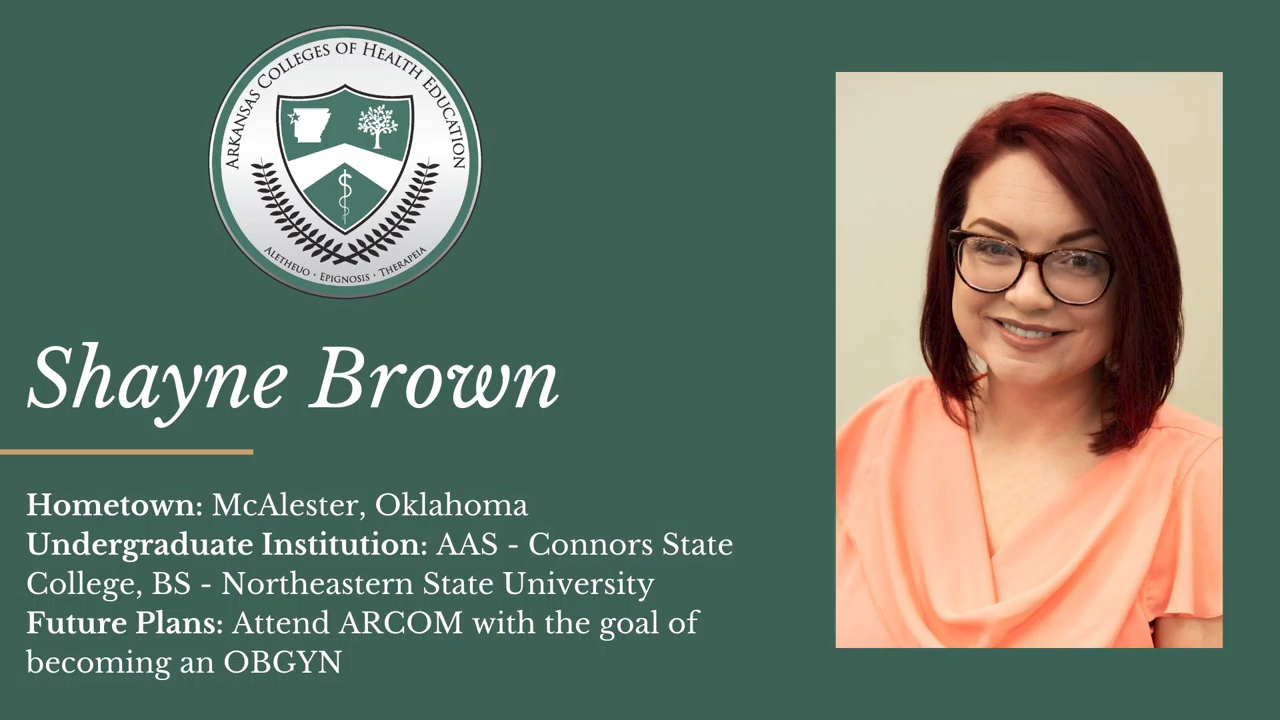 ARKANSAS COLLEGES OF HEALTH EDUCATION
ALETHEUO · EPIGNOSIS · THERAPEIA
Shayne Brown
Hometown: McAlester, Oklahoma
Undergraduate Institution: AAS - Connors State
College, BS - Northeastern State University
Future Plans: Attend ARCOM with the goal of
becoming an OBGYN